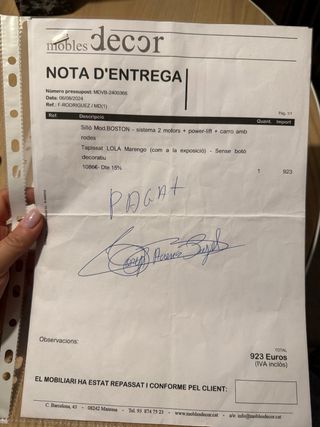 mobles decor
NOTA D'ENTREGA
Número pressupost: MDVB-2400366
Data: 06/08/2024
Ref.: F-RODRIGUEZ / MD(1)
Pàg. 1/1
Ref. Descripció Quant. Import
Silló Mod.BOSTON - sistema 2 motors + power-lift + carro amb
rodes
Tapissat LOLA Marengo (com a la exposició) - Sense botó
decoratiu
1086€- Dte 15% 1 923
PAGAT
Observacions:
TOTAL
923 Euros
(IVA inclòs)
EL MOBILIARI HA ESTAT REPASSAT I CONFORME PEL CLIENT:
C. Barcelona, 43 - 08242 Manresa - Tel. 93 874 75 23 - www.moblesdecor.cat - a/e: info@moblesdecor.cat